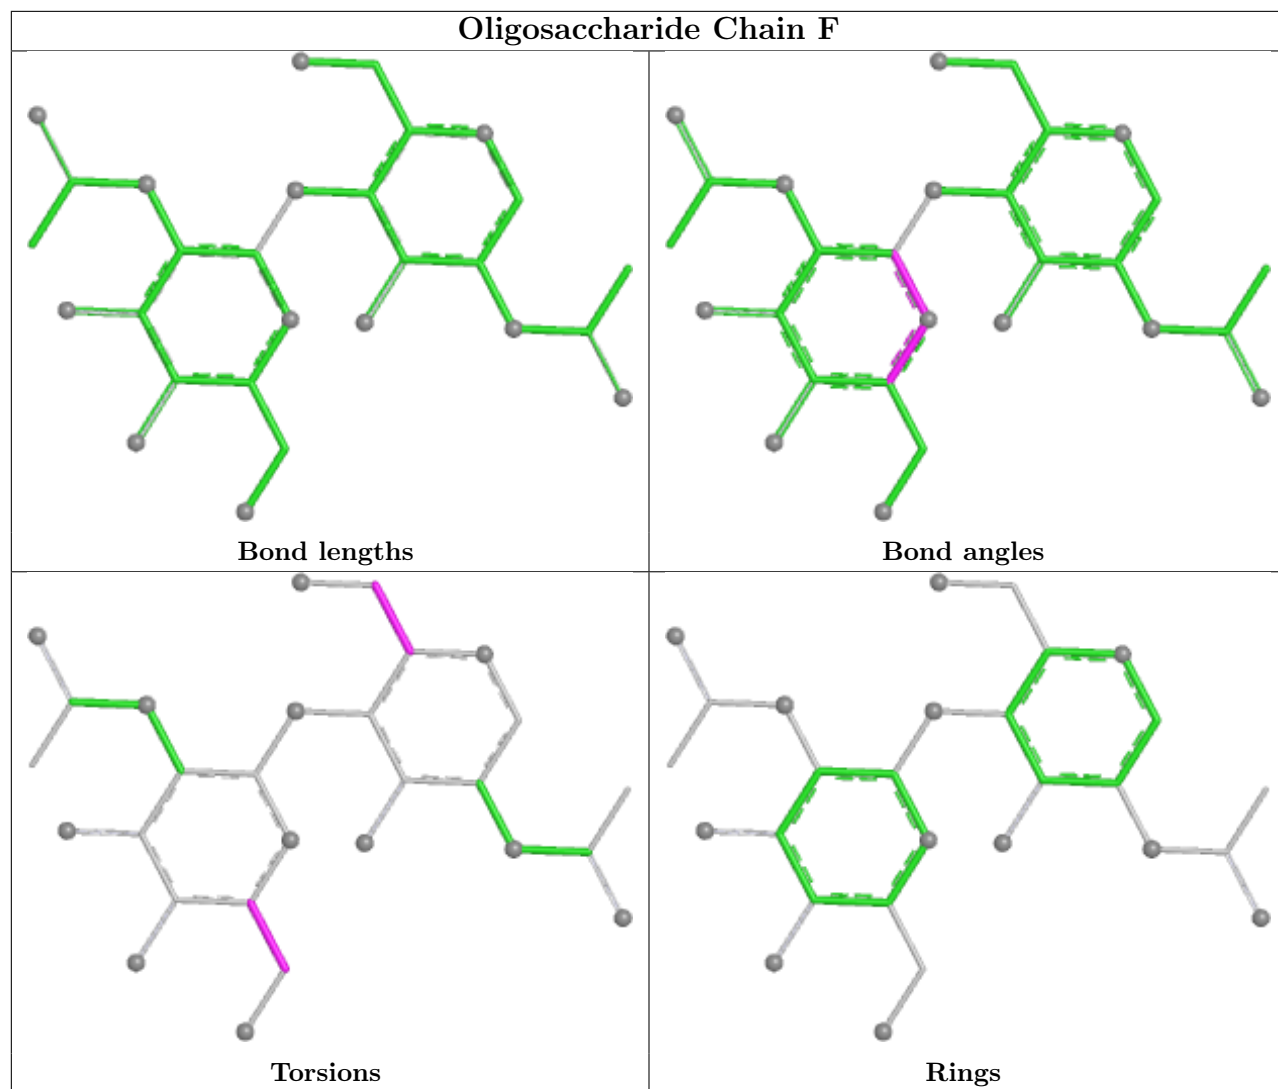 Oligosaccharide Chain F
Bond lengths
Bond angles
Torsions
Rings